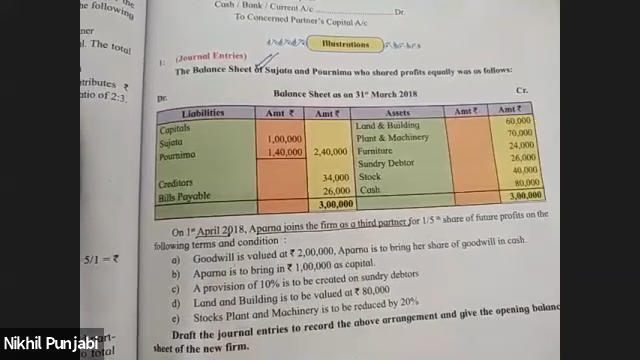 the
e following
Cash / Bank / Current A/c ........ Dr.
To Concerned Partner's Capital A/c
ner
l. The total
tributes ₹
atio of 2:3.
5/1 = ₹
Illustrations
1: (Journal Entries)
The Balance Sheet of Sujata and Pournima who shared profits equally was as follows:
Balance Sheet as on 31st March 2018
Dr. Cr.
Liabilities Amt ₹ Amt ₹ Assets Amt ₹ Amt ₹
Capitals Land & Building 60,000
Sujata 1,00,000 Plant & Machinery 70,000
Pournima 1,40,000 2,40,000 Furniture 24,000
Sundry Debtor 26,000
Creditors 34,000 Stock 40,000
Bills Payable 26,000 Cash 80,000
3,00,000 3,00,000
On 1st April 2018, Aparna joins the firm as a third partner for 1/5th share of future profits on the
following terms and condition :
a) Goodwill is valued at ₹ 2,00,000, Aparna is to bring her share of goodwill in cash.
b) Aparna is to bring in ₹ 1,00,000 as capital.
c) A provision of 10% is to be created on sundry debtors
d) Land and Building is to be valued at ₹ 80,000
e) Stocks Plant and Machinery is to be reduced by 20%
Draft the journal entries to record the above arrangement and give the opening balanc
sheet of the new firm.
Nikhil Punjabi
art-
o total